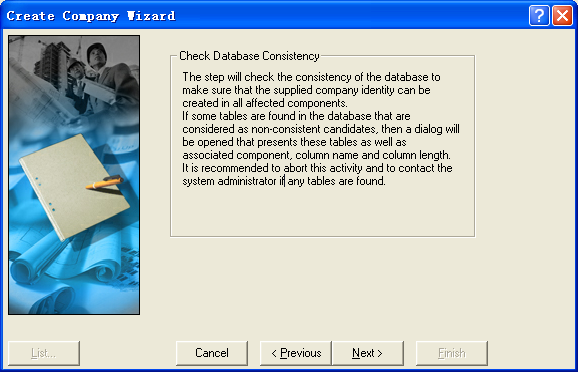 Create Company Wizard
Check Database Consistency
The step will check the consistency of the database to
make sure that the supplied company identity can be
created in all affected components.
If some tables are found in the database that are
considered as non-consistent candidates, then a dialog will
be opened that presents these tables as well as
associated component, column name and column length.
It is recommended to abort this activity and to contact the
system administrator if any tables are found.
List...
Cancel
< Previous
Next >
Finish